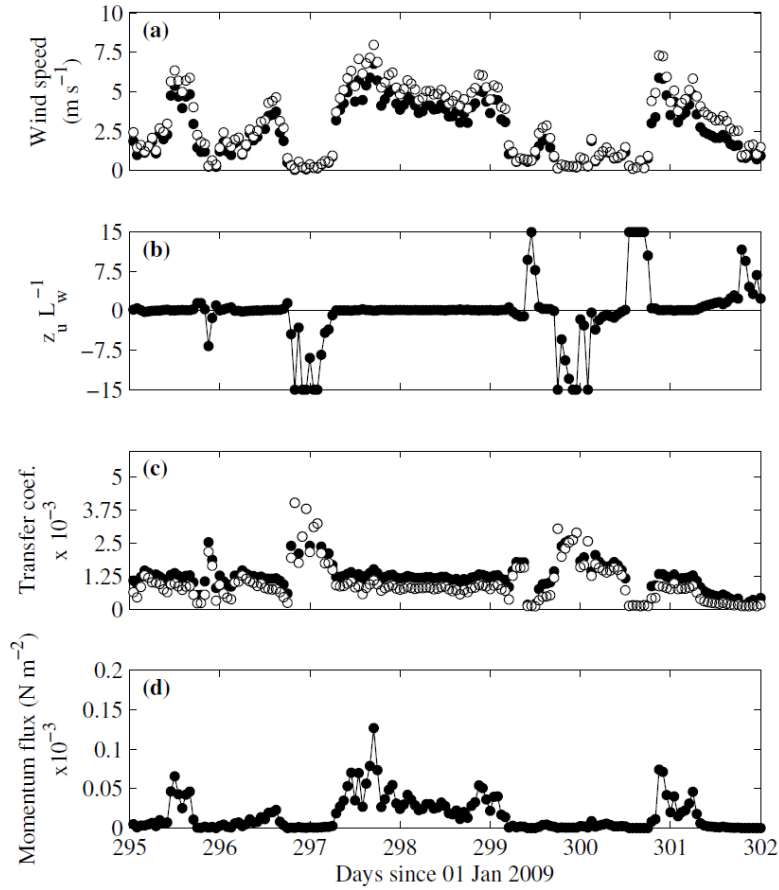 10
7.5
5
2.5
0
Wind speed
(m s⁻¹)
(a)
15
7.5
0
−7.5
−15
z_u L_w⁻¹
(b)
5
3.75
2.5
1.25
0
Transfer coef.
x 10⁻³
(c)
0.2
0.15
0.1
0.05
0
Momentum flux (N m⁻²)
x10⁻³
(d)
295 296 297 298 299 300 301 302
Days since 01 Jan 2009